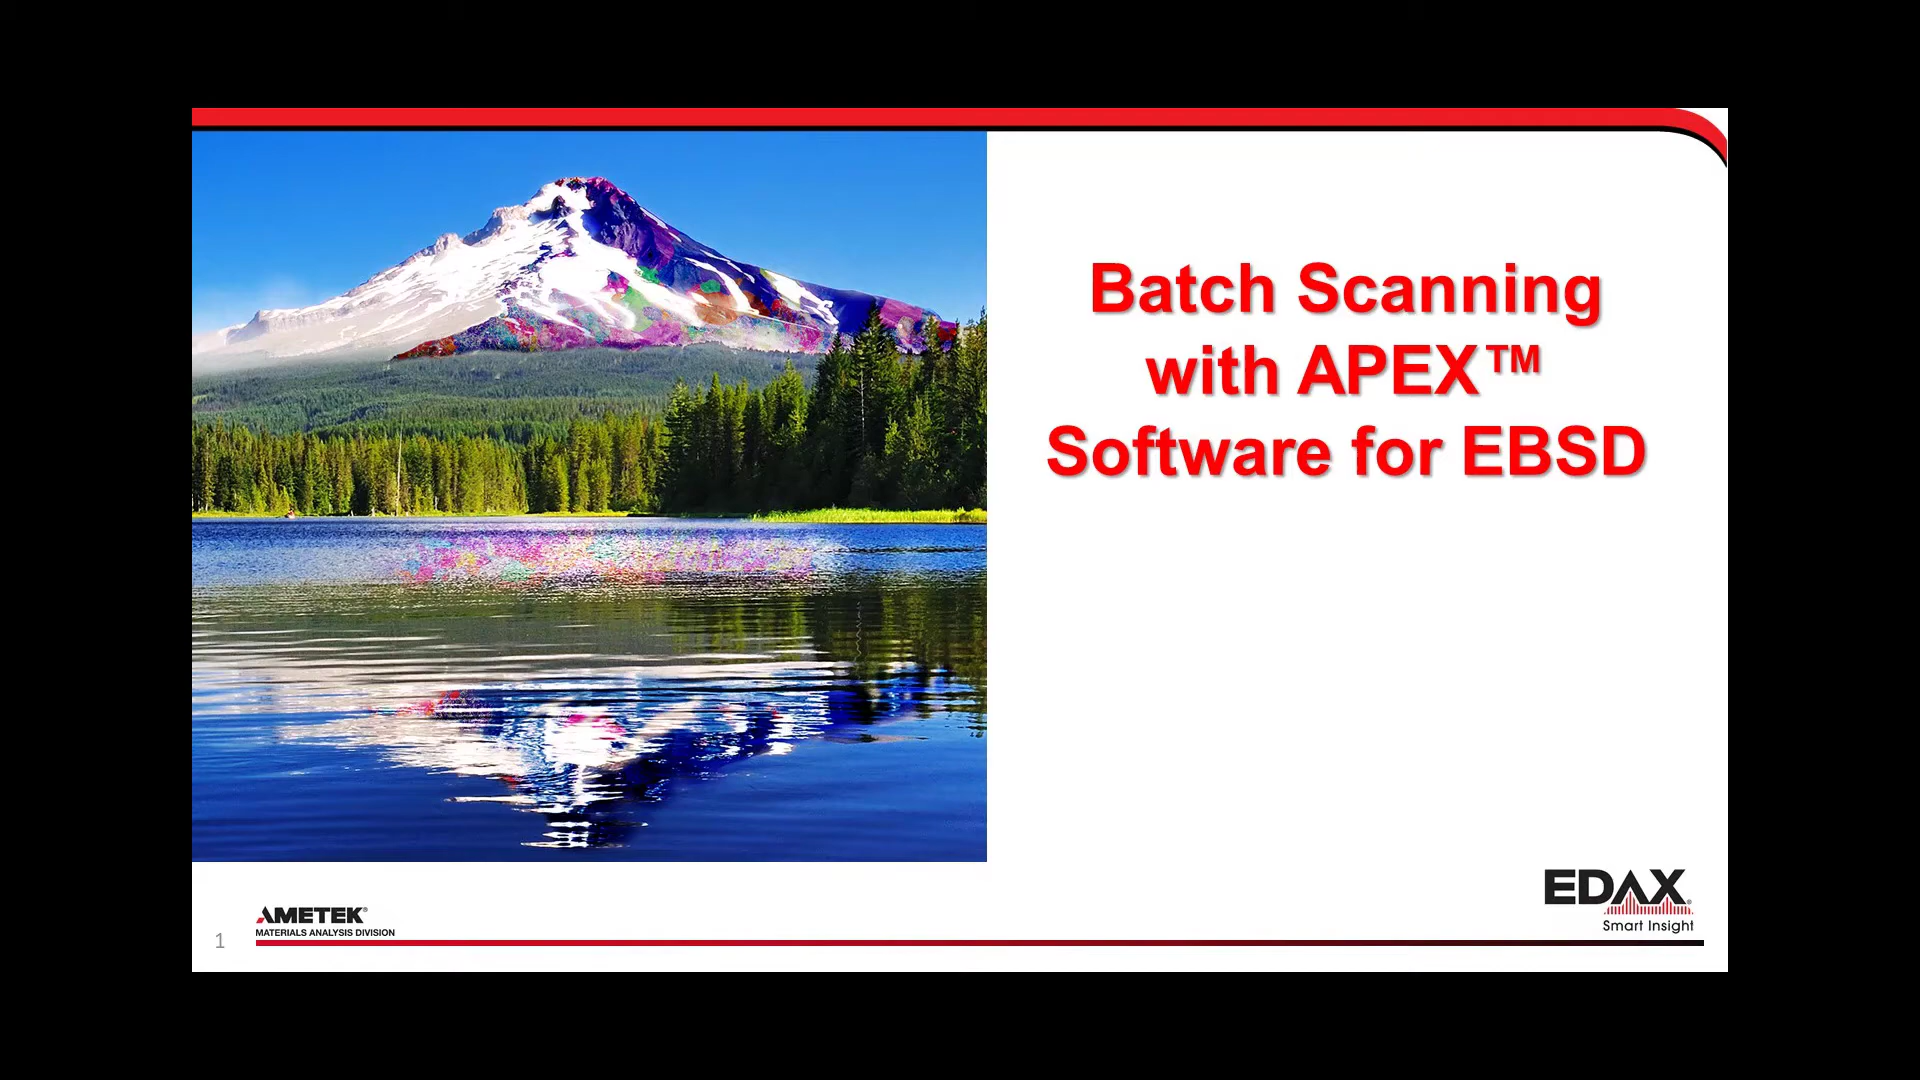 Batch Scanning
with APEX™
Software for EBSD
EDAX®
Smart Insight
AMETEK®
MATERIALS ANALYSIS DIVISION
1